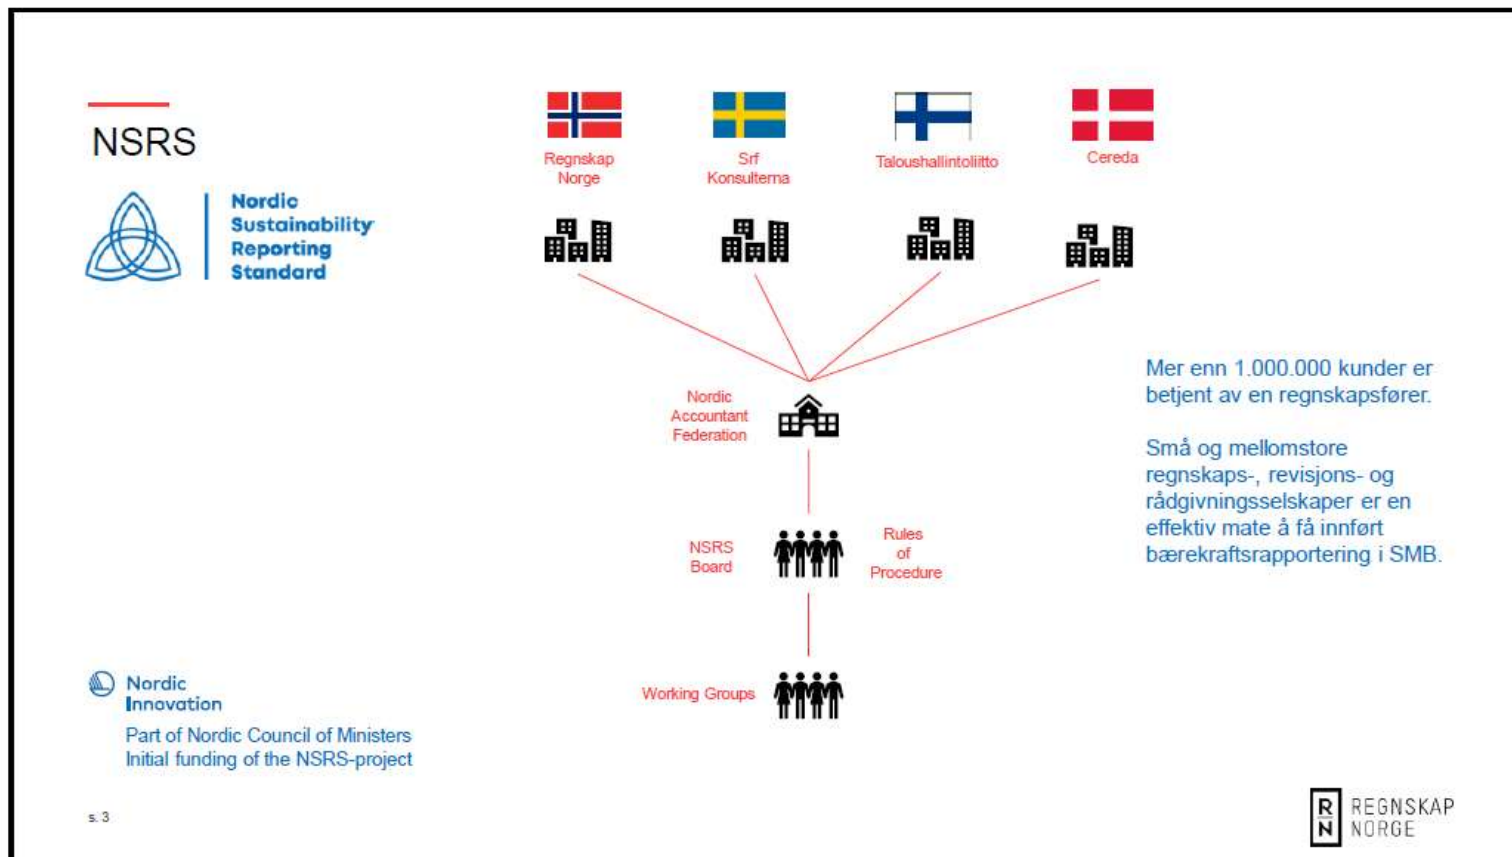 NSRS
Nordic
Sustainability
Reporting
Standard
Regnskap
Norge
Srf
Konsulterna
Taloushallintoliitto
Cereda
Nordic
Accountant
Federation
NSRS
Board
Rules
of
Procedure
Working Groups
Mer enn 1.000.000 kunder er
betjent av en regnskapsfører.
Små og mellomstore
regnskaps-, revisjons- og
rådgivningsselskaper er en
effektiv mate å få innført
bærekraftsrapportering i SMB.
Nordic
Innovation
Part of Nordic Council of Ministers
Initial funding of the NSRS-project
s. 3
R
N
REGNSKAP
NORGE